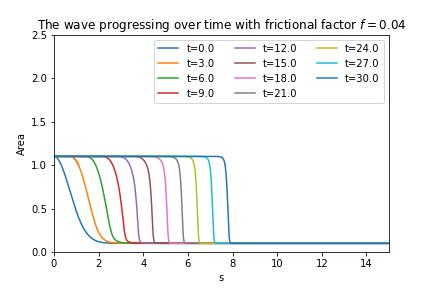 The wave progressing over time with frictional factor f = 0.04
2.5
2.0
1.5
1.0
0.5
0.0
Area
t=0.0 t=12.0 t=24.0
t=3.0 t=15.0 t=27.0
t=6.0 t=18.0 t=30.0
t=9.0 t=21.0
0 2 4 6 8 10 12 14
s